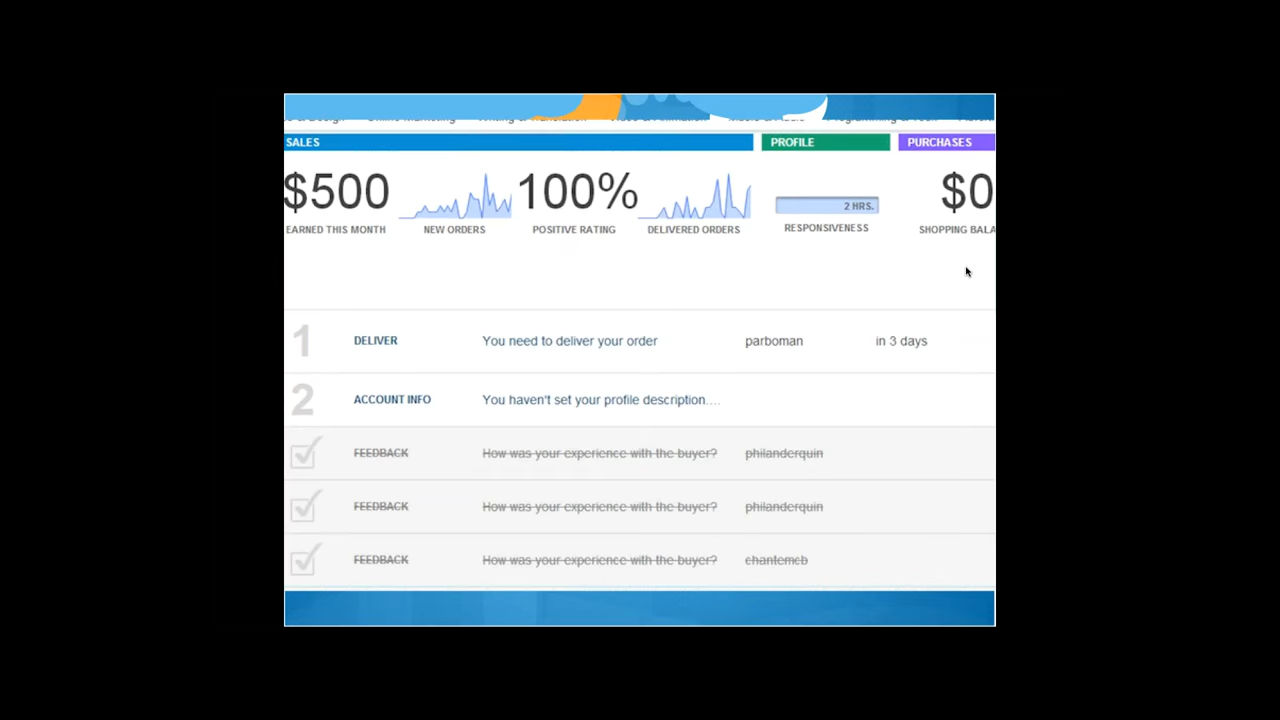 SALES PROFILE PURCHASES
$500 100% $0
2 HRS.
EARNED THIS MONTH NEW ORDERS POSITIVE RATING DELIVERED ORDERS RESPONSIVENESS SHOPPING BALA
1 DELIVER You need to deliver your order parboman in 3 days
2 ACCOUNT INFO You haven't set your profile description....
FEEDBACK How was your experience with the buyer? philanderquin
FEEDBACK How was your experience with the buyer? philanderquin
FEEDBACK How was your experience with the buyer? chantemcb